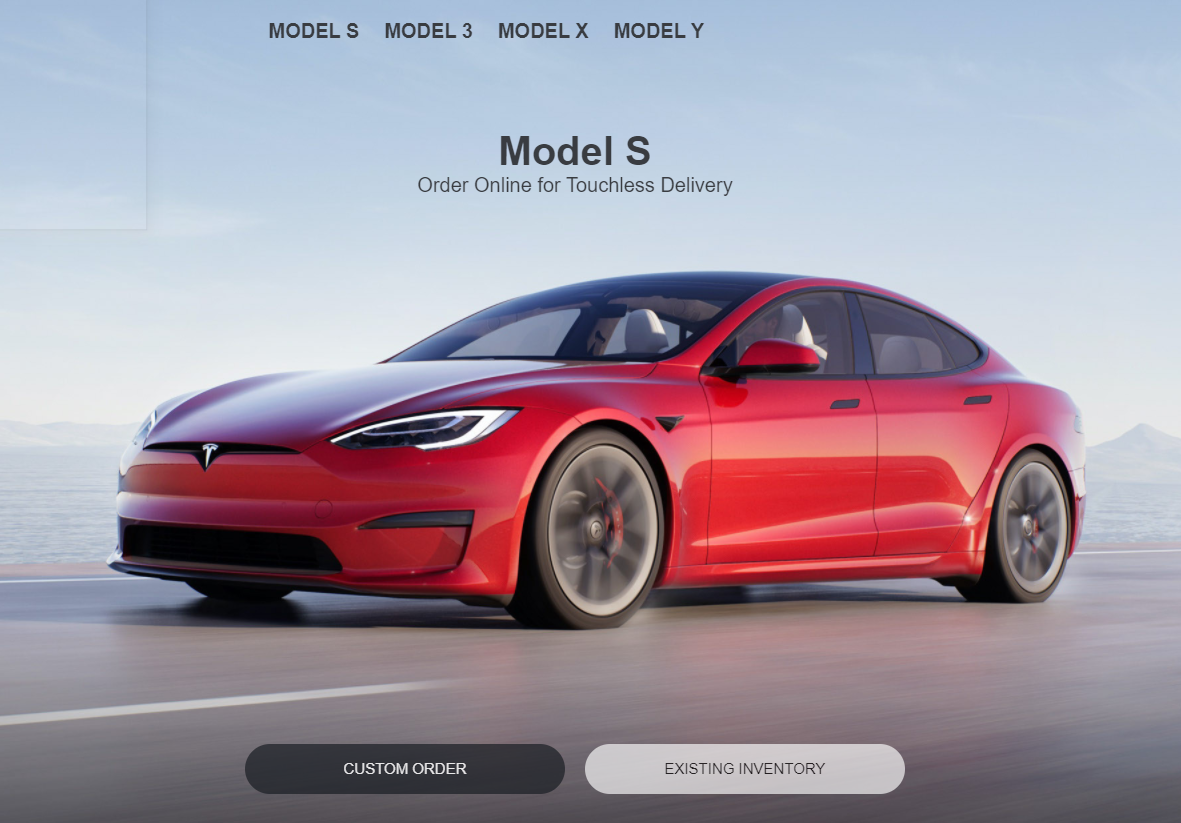 MODEL S MODEL 3 MODEL X MODEL Y
Model S
Order Online for Touchless Delivery
CUSTOM ORDER EXISTING INVENTORY